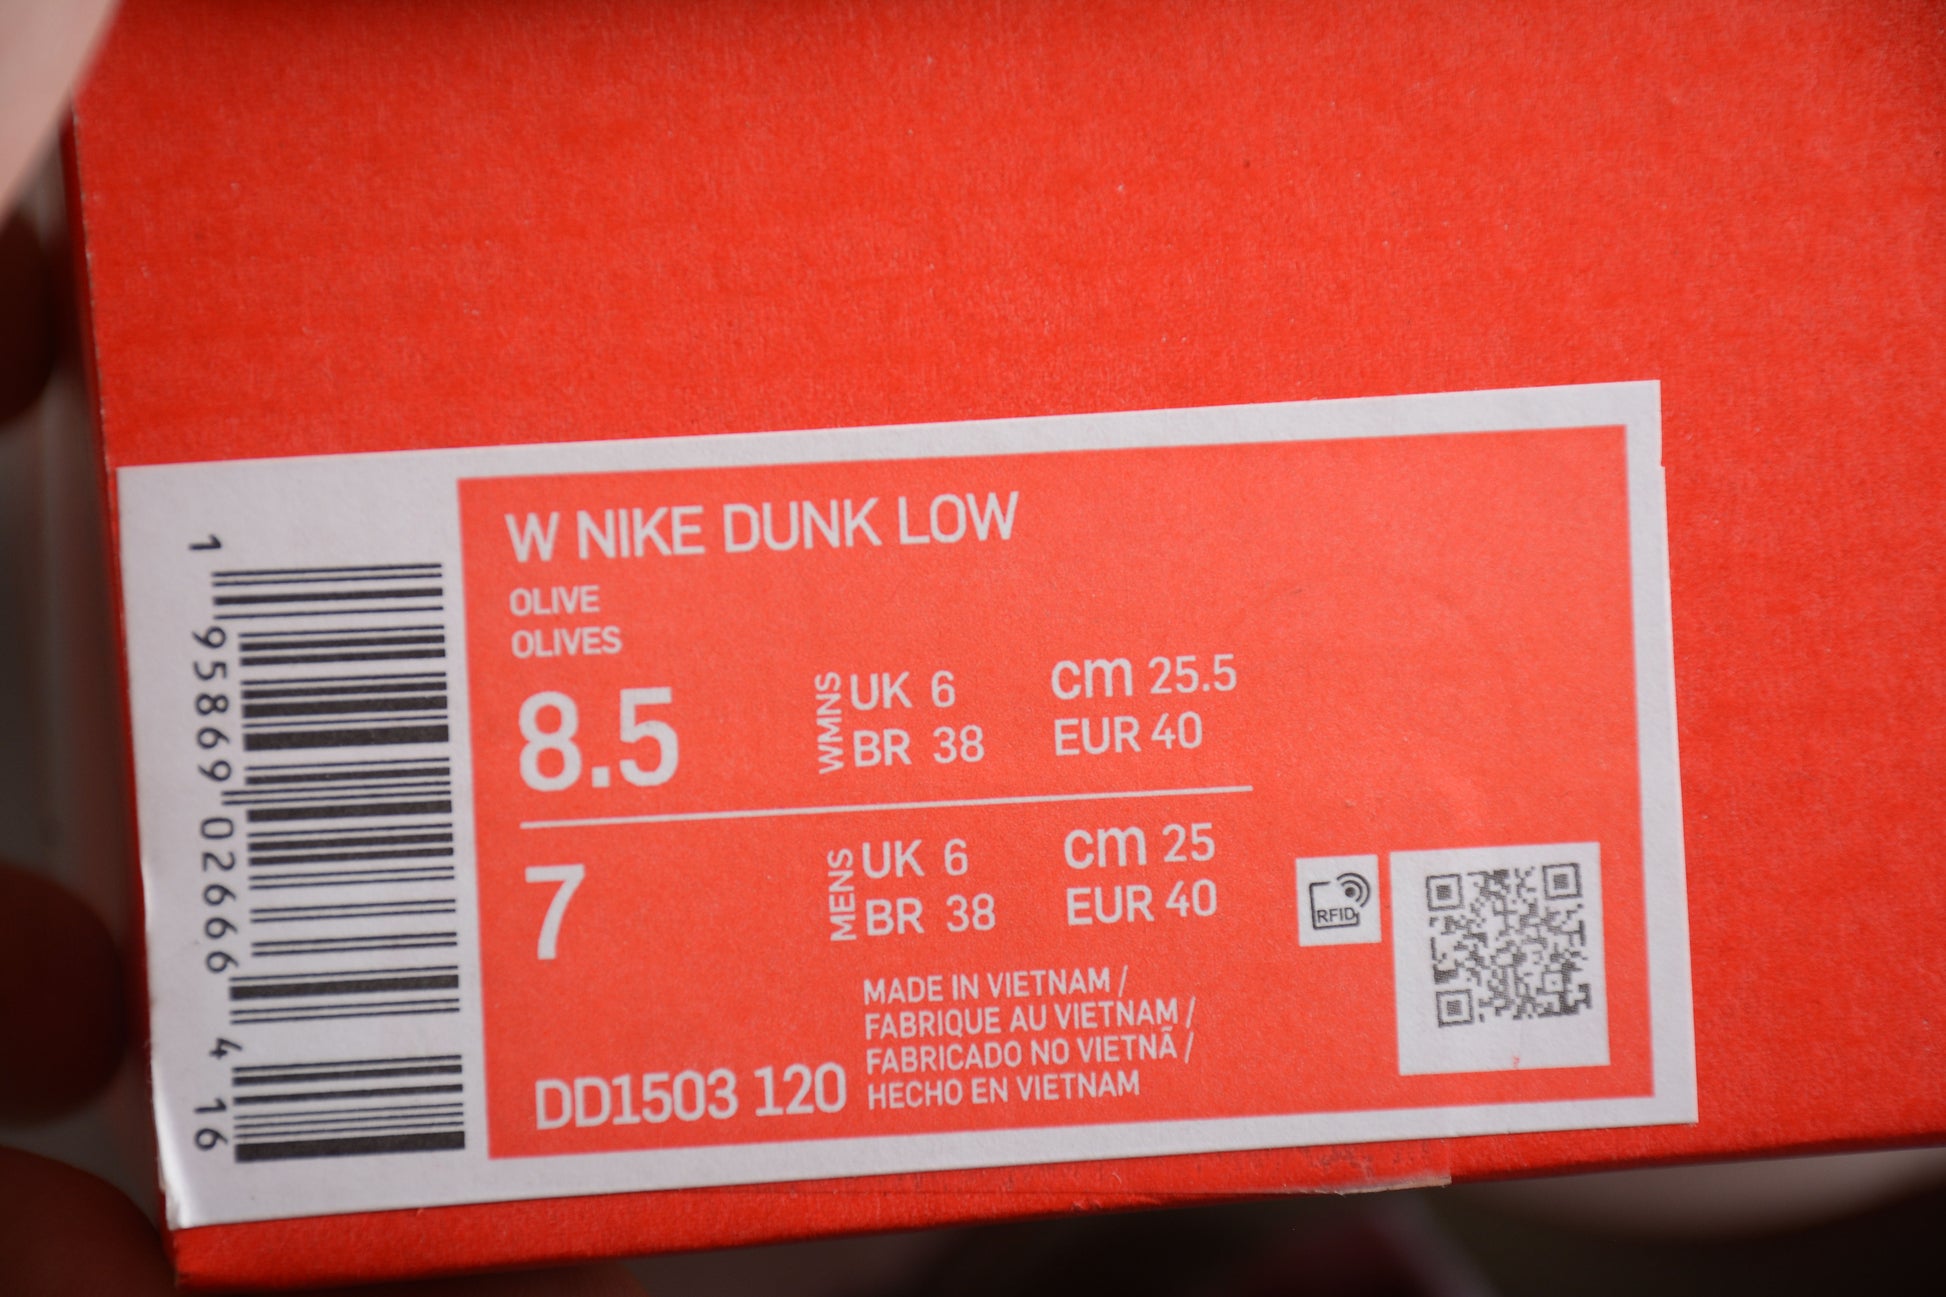 W NIKE DUNK LOW
OLIVE
OLIVES
8.5
WMNS
UK 6 cm 25.5
BR 38 EUR 40
7
MENS
UK 6 cm 25
BR 38 EUR 40
RFID
MADE IN VIETNAM /
FABRIQUE AU VIETNAM /
FABRICADO NO VIETNÃ /
HECHO EN VIETNAM
DD1503 120
1 95869 02666 4 16